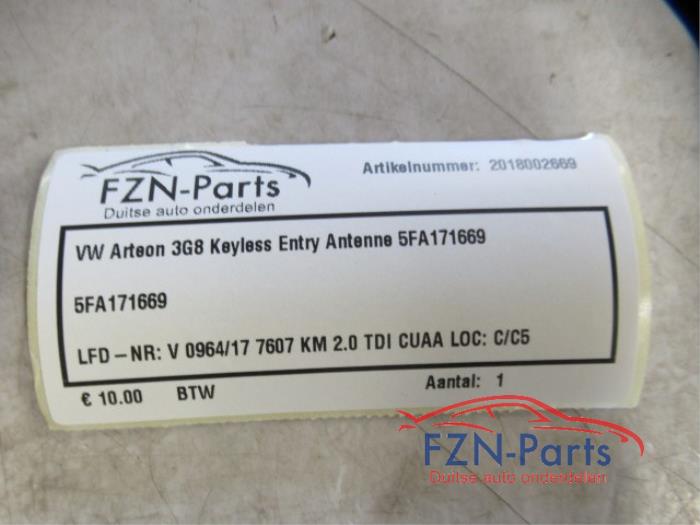 FZN-Parts
Duitse auto onderdelen
Artikelnummer: 2018002669
VW Arteon 3G8 Keyless Entry Antenne 5FA171669
5FA171669
LFD-NR: V 0964/17 7607 KM 2.0 TDI CUAA LOC: C/C5
€ 10.00 BTW Aantal: 1
FZN-Parts
Duitse auto onderdelen